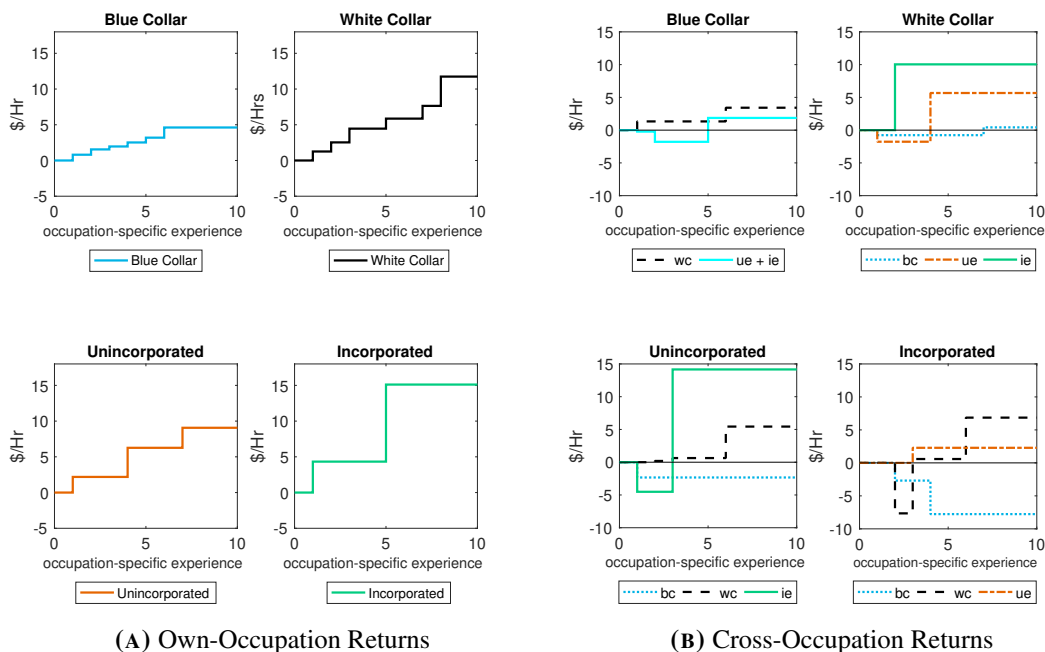 Blue Collar
White Collar
$/Hr
15
10
5
0
-5
0 5 10
occupation-specific experience
Blue Collar
$/Hrs
15
10
5
0
-5
0 5 10
occupation-specific experience
White Collar
Unincorporated
Incorporated
$/Hr
15
10
5
0
-5
0 5 10
occupation-specific experience
Unincorporated
$/Hr
15
10
5
0
-5
0 5 10
occupation-specific experience
Incorporated
(A) Own-Occupation Returns
Blue Collar
White Collar
$/Hr
15
10
5
0
-5
-10
0 5 10
occupation-specific experience
wc ue + ie
$/Hr
15
10
5
0
-5
-10
0 5 10
occupation-specific experience
bc ue ie
Unincorporated
Incorporated
$/Hr
15
10
5
0
-5
-10
0 5 10
occupation-specific experience
bc wc ie
$/Hr
15
10
5
0
-5
-10
0 5 10
occupation-specific experience
bc wc ue
(B) Cross-Occupation Returns